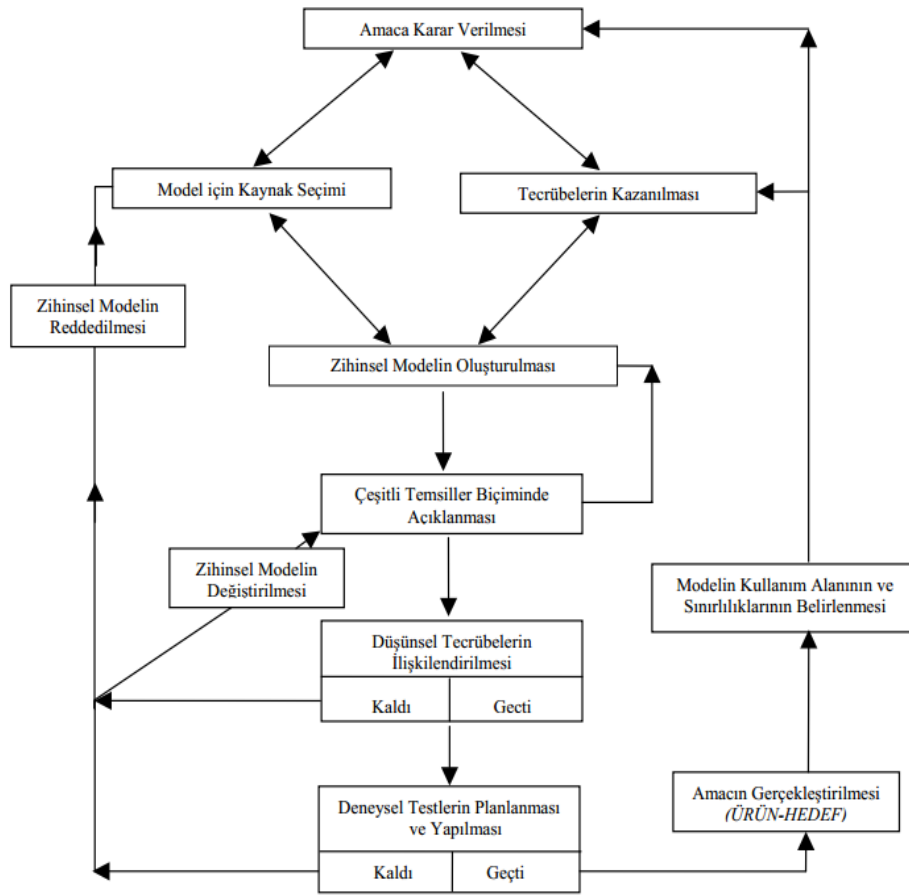 Amaca Karar Verilmesi
Model için Kaynak Seçimi
Tecrübelerin Kazanılması
Zihinsel Modelin
Reddedilmesi
Zihinsel Modelin Oluşturulması
Çeşitli Temsiller Biçiminde
Açıklanması
Zihinsel Modelin
Değiştirilmesi
Modelin Kullanım Alanının ve
Sınırlılıklarının Belirlenmesi
Düşünsel Tecrübelerin
İlişkilendirilmesi
Kaldı
Gecti
Amacın Gerçekleştirilmesi
(ÜRÜN-HEDEF)
Deneysel Testlerin Planlanması
ve Yapılması
Kaldı
Geçti